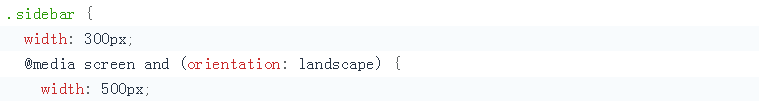 .sidebar {
  width: 300px;
  @media screen and (orientation: landscape) {
    width: 500px;